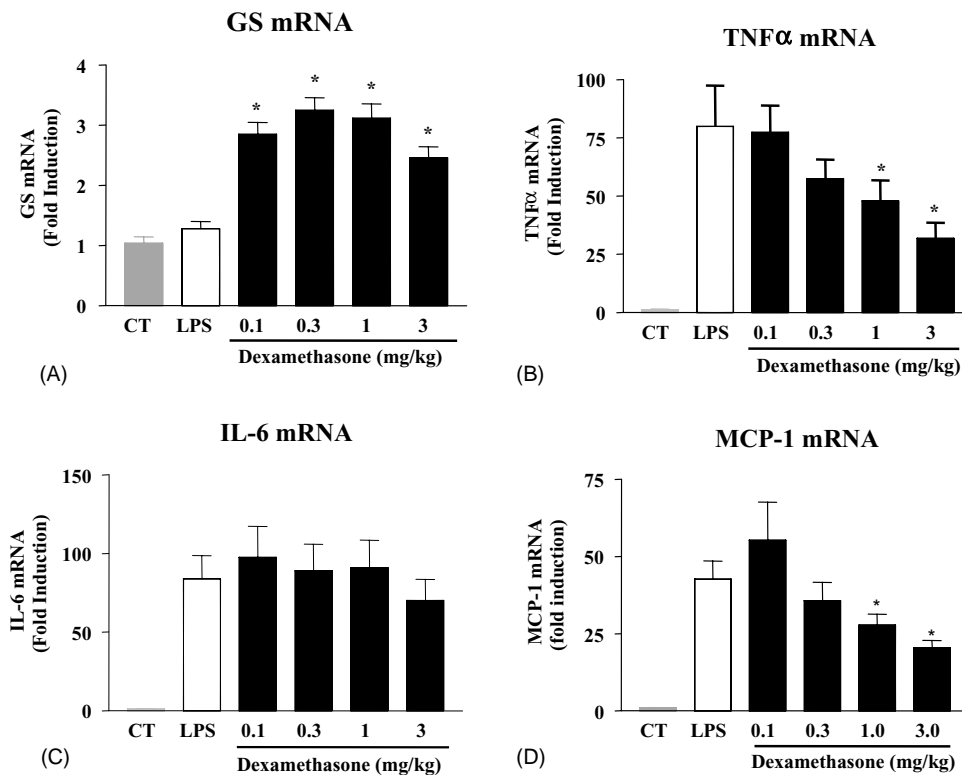 GS mRNA
GS mRNA
(Fold Induction)
4
3
2
1
0
*
*
*
*
CT LPS 0.1 0.3 1 3
Dexamethasone (mg/kg)
(A)
TNFα mRNA
TNFα mRNA
(Fold Induction)
100
75
50
25
0
*
*
CT LPS 0.1 0.3 1 3
Dexamethasone (mg/kg)
(B)
IL-6 mRNA
IL-6 mRNA
(Fold Induction)
150
100
50
0
CT LPS 0.1 0.3 1 3
Dexamethasone (mg/kg)
(C)
MCP-1 mRNA
MCP-1 mRNA
(fold induction)
75
50
25
0
*
*
CT LPS 0.1 0.3 1.0 3.0
Dexamethasone (mg/kg)
(D)